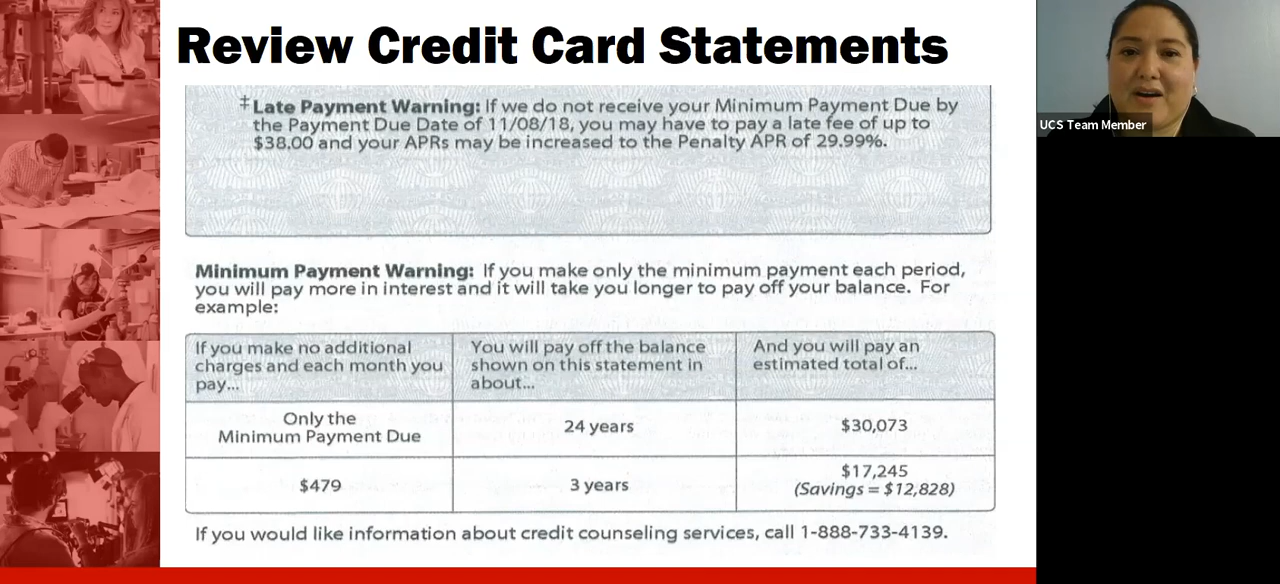 Review Credit Card Statements
‡Late Payment Warning: If we do not receive your Minimum Payment Due by
the Payment Due Date of 11/08/18, you may have to pay a late fee of up to
$38.00 and your APRs may be increased to the Penalty APR of 29.99%.
Minimum Payment Warning: If you make only the minimum payment each period,
you will pay more in interest and it will take you longer to pay off your balance. For
example:
If you make no additional
charges and each month you
pay...
You will pay off the balance
shown on this statement in
about...
And you will pay an
estimated total of...
Only the
Minimum Payment Due
24 years
$30,073
$479
3 years
$17,245
(Savings = $12,828)
If you would like information about credit counseling services, call 1-888-733-4139.
UCS Team Member